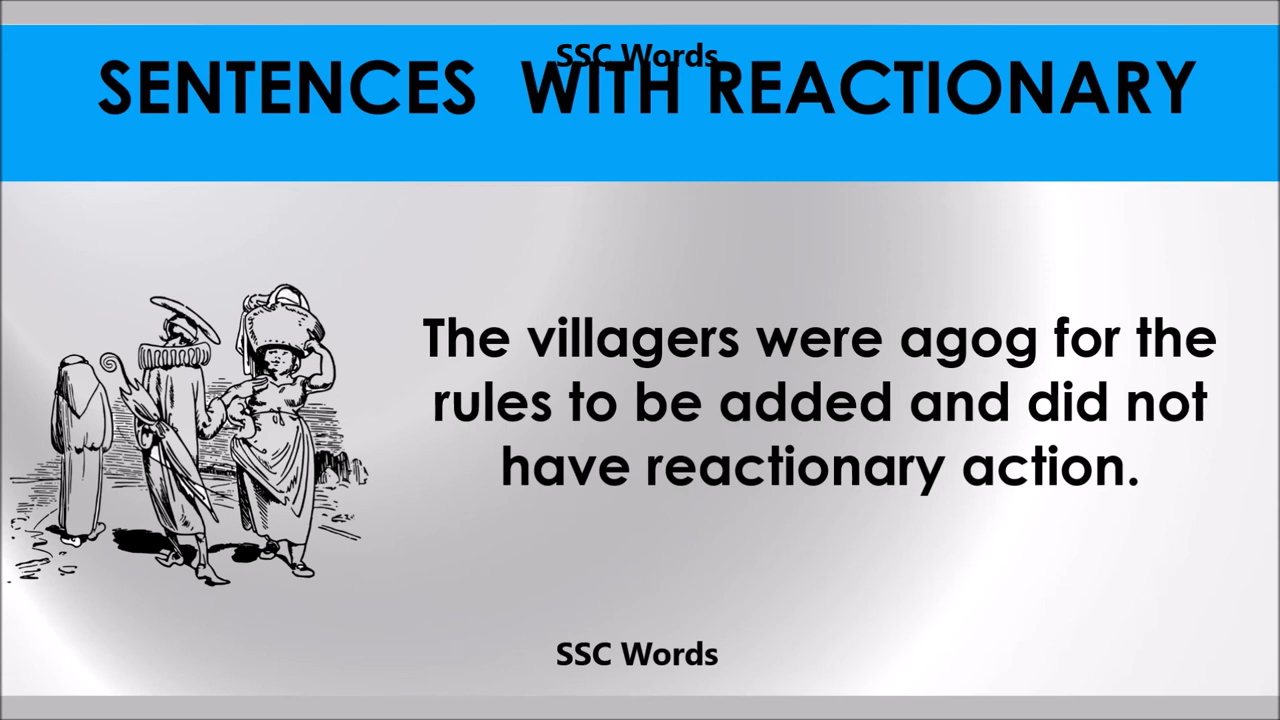 SSC Words
SENTENCES WITH REACTIONARY
The villagers were agog for the
rules to be added and did not
have reactionary action.
SSC Words